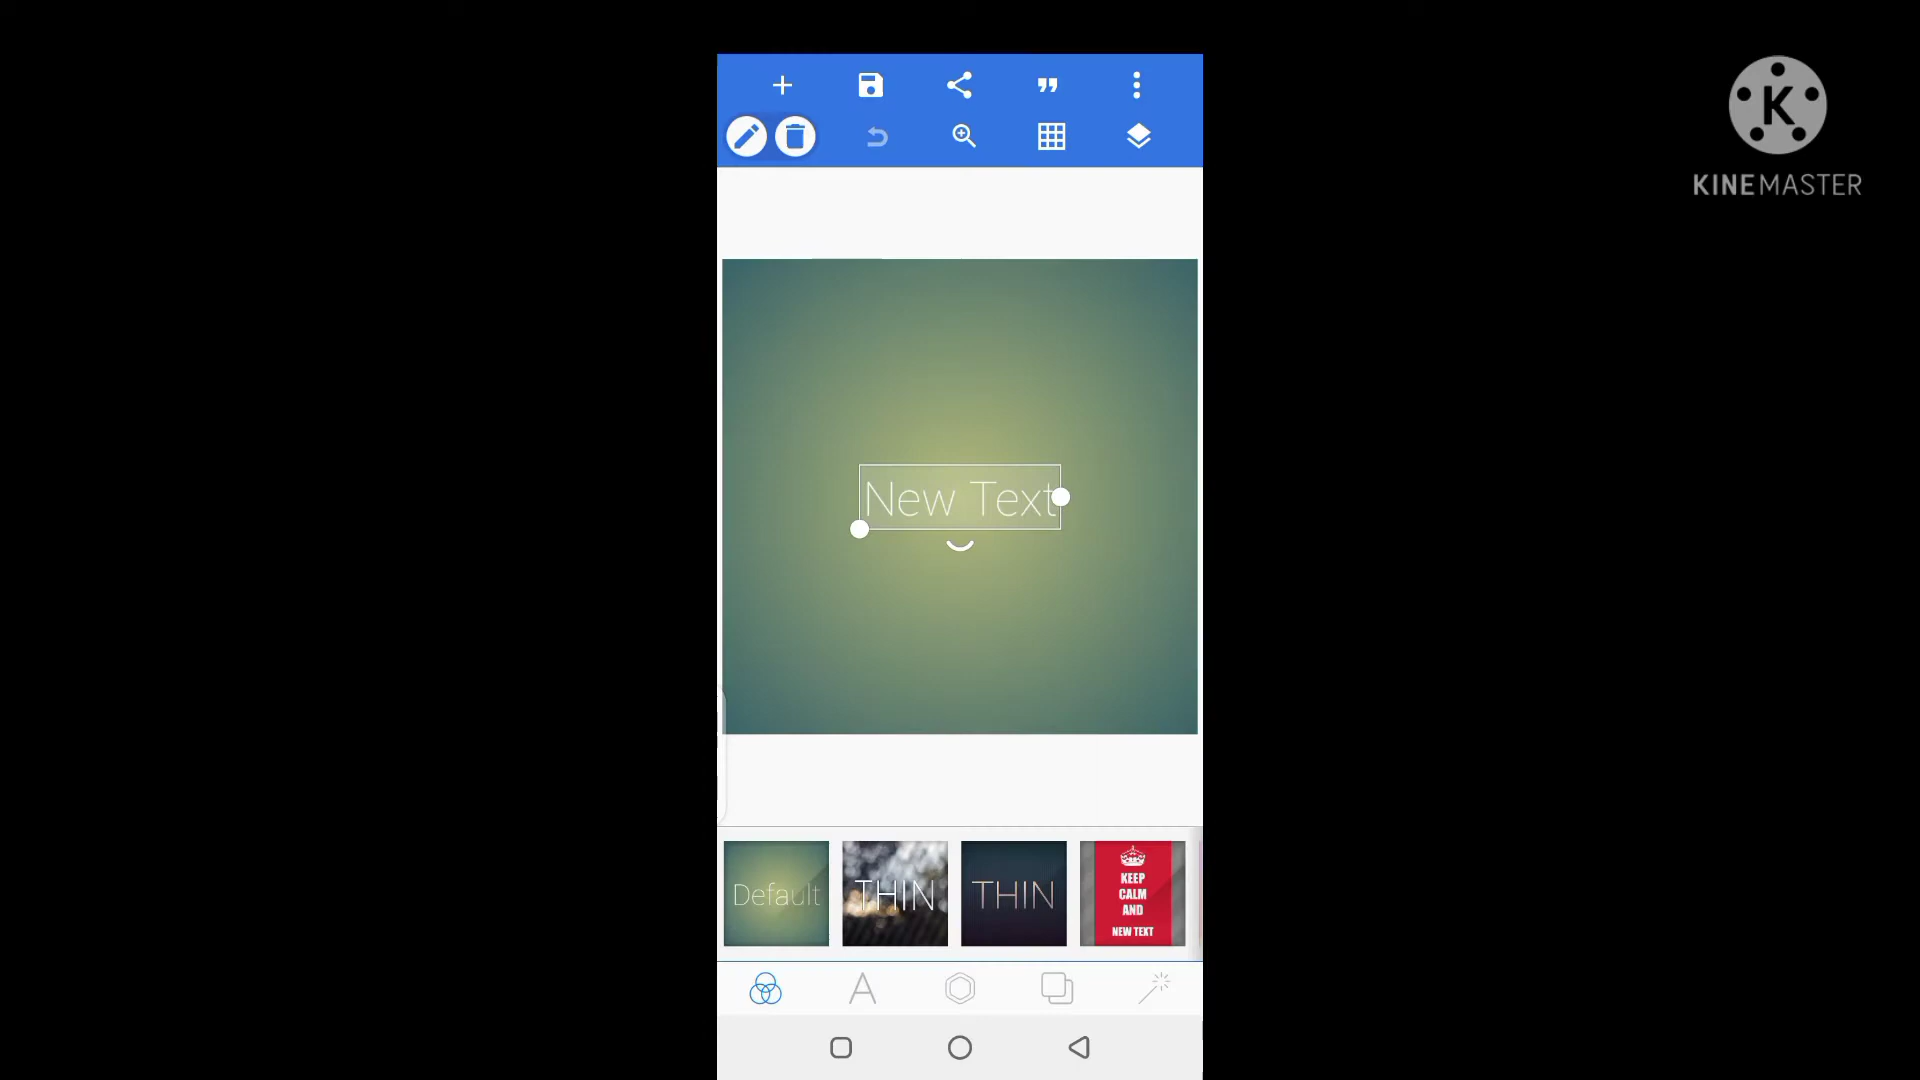 KINEMASTER
New Text
Default
THIN
THIN
KEEP
CALM
AND
NEW TEXT